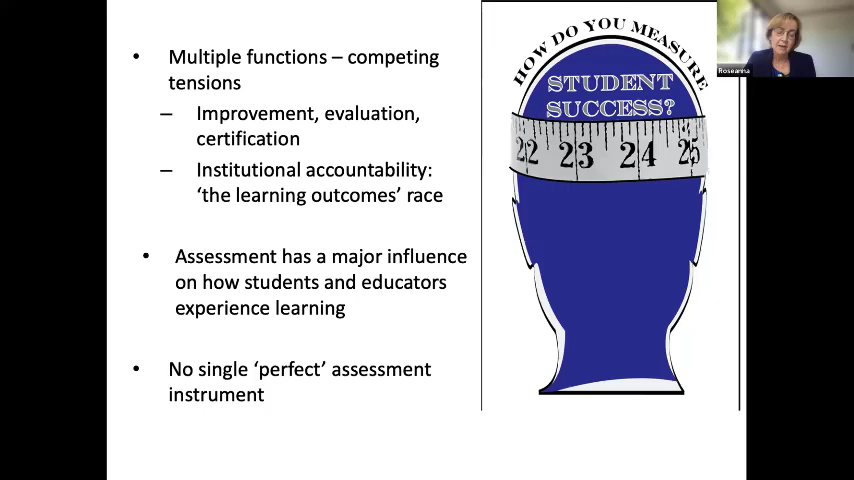 • Multiple functions – competing
tensions
– Improvement, evaluation,
certification
– Institutional accountability:
‘the learning outcomes’ race
• Assessment has a major influence
on how students and educators
experience learning
• No single ‘perfect’ assessment
instrument
HOW DO YOU MEASURE
STUDENT
SUCCESS?
22 23 24 25
Roseanna